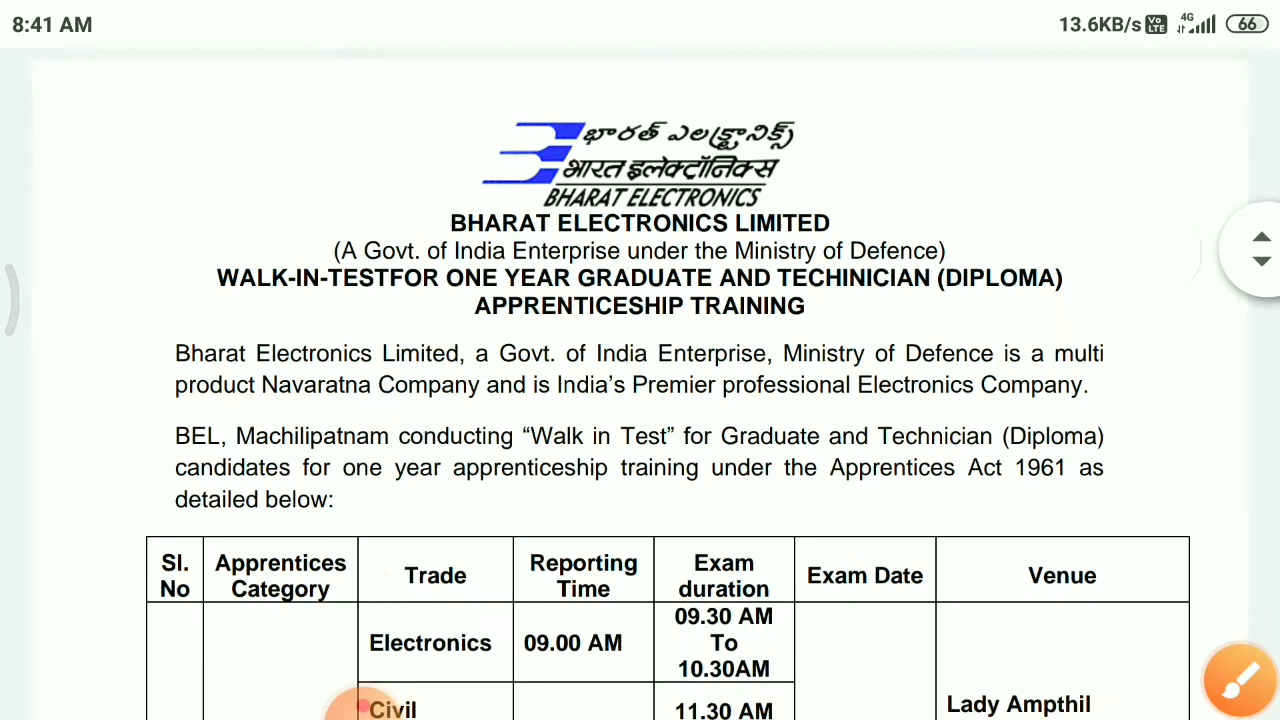 8:41 AM
13.6KB/s Vo LTE 4G 66
భారత్ ఎలక్ట్రానిక్స్
भारत इलेक्ट्रॉनिक्स
BHARAT ELECTRONICS
BHARAT ELECTRONICS LIMITED
(A Govt. of India Enterprise under the Ministry of Defence)
WALK-IN-TESTFOR ONE YEAR GRADUATE AND TECHINICIAN (DIPLOMA)
APPRENTICESHIP TRAINING
Bharat Electronics Limited, a Govt. of India Enterprise, Ministry of Defence is a multi
product Navaratna Company and is India's Premier professional Electronics Company.
BEL, Machilipatnam conducting “Walk in Test” for Graduate and Technician (Diploma)
candidates for one year apprenticeship training under the Apprentices Act 1961 as
detailed below:
Sl. No
Apprentices Category
Trade
Reporting Time
Exam duration
Exam Date
Venue
Electronics
09.00 AM
09.30 AM
To
10.30AM
Civil
11.30 AM
Lady Ampthil